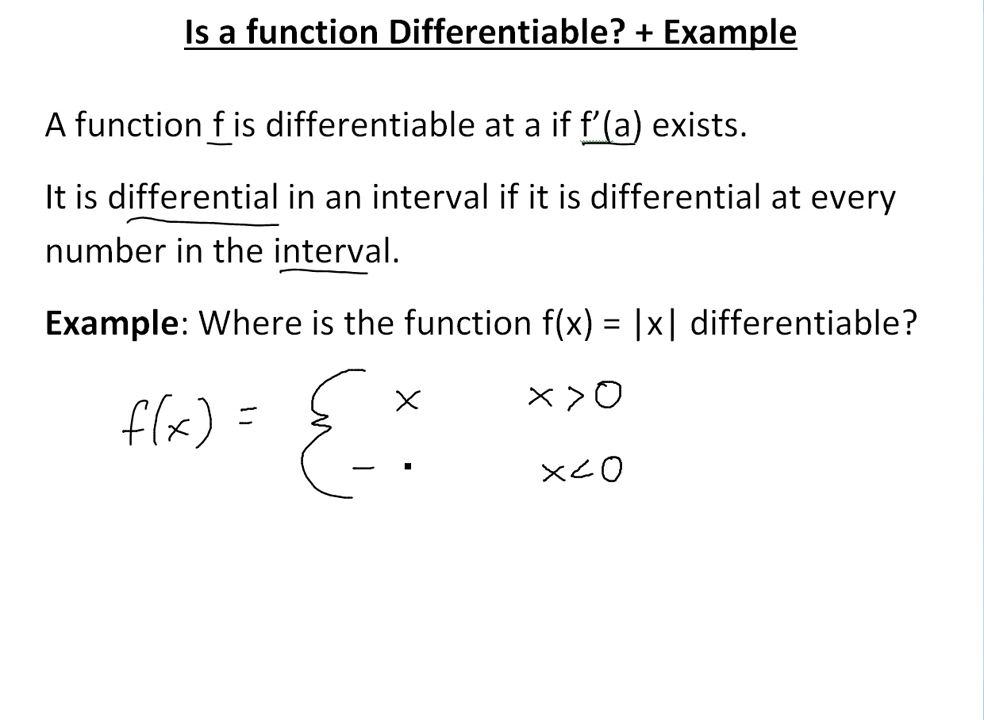 Is a function Differentiable? + Example
A function f is differentiable at a if f'(a) exists.
It is differential in an interval if it is differential at every
number in the interval.
Example: Where is the function f(x) = |x| differentiable?
f(x) = { x x > 0
- x < 0